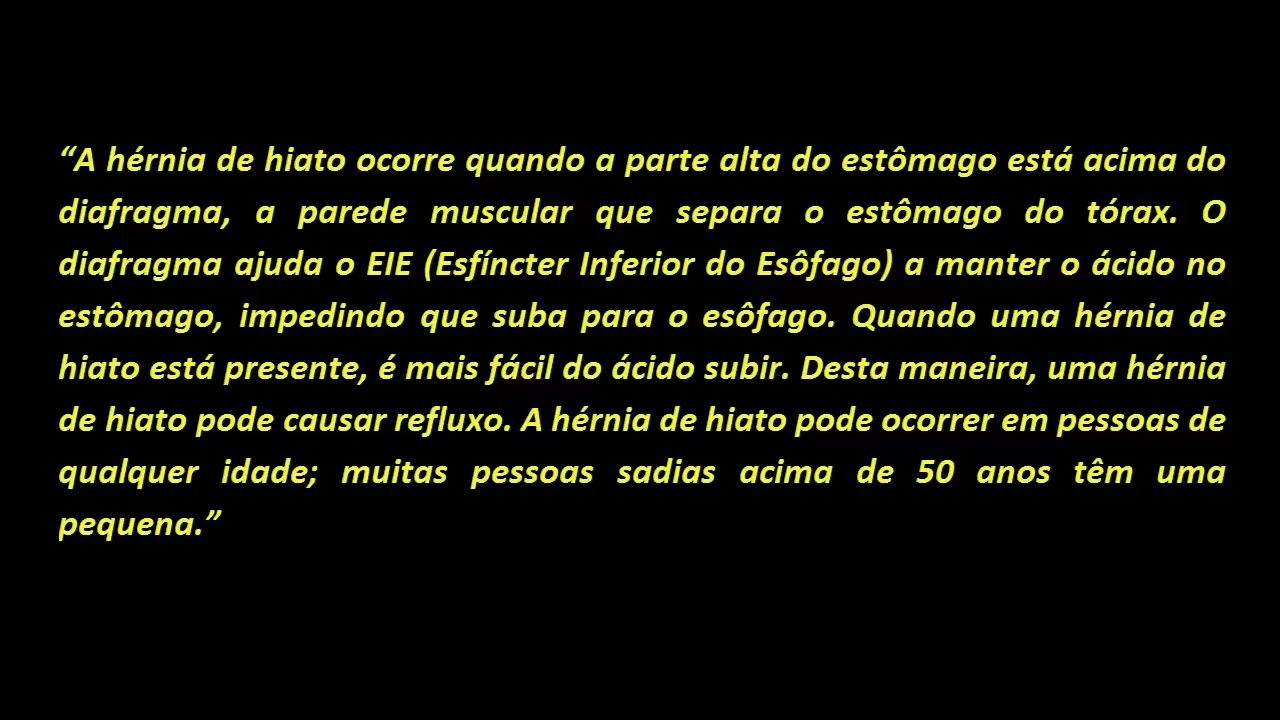 “A hérnia de hiato ocorre quando a parte alta do estômago está acima do
diafragma, a parede muscular que separa o estômago do tórax. O
diafragma ajuda o EIE (Esfíncter Inferior do Esôfago) a manter o ácido no
estômago, impedindo que suba para o esôfago. Quando uma hérnia de
hiato está presente, é mais fácil do ácido subir. Desta maneira, uma hérnia
de hiato pode causar refluxo. A hérnia de hiato pode ocorrer em pessoas de
qualquer idade; muitas pessoas sadias acima de 50 anos têm uma
pequena.”